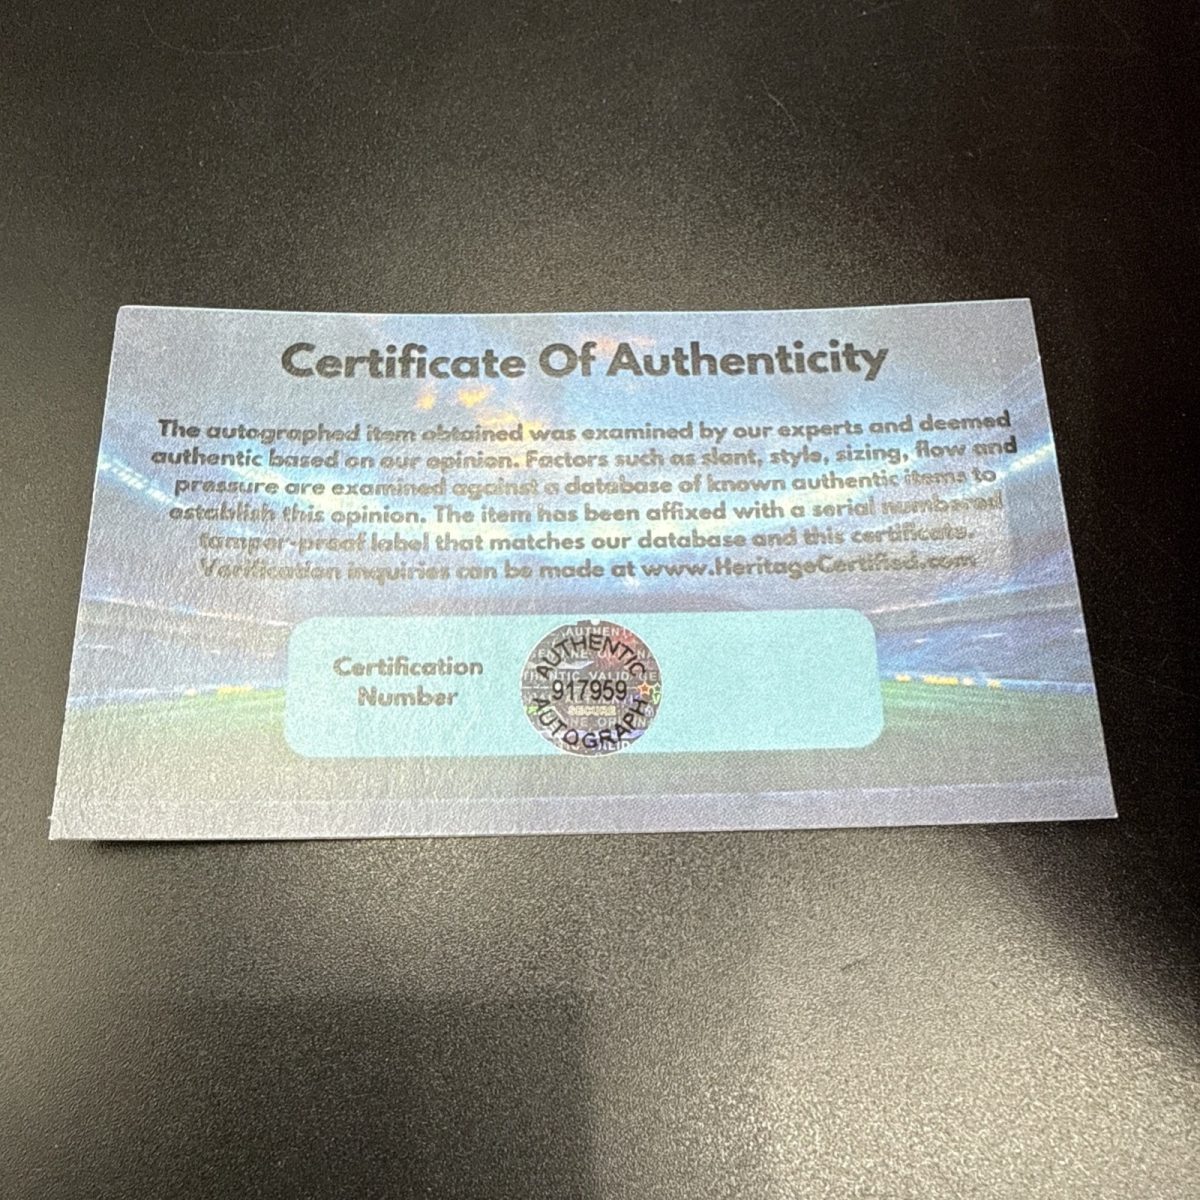 Certificate Of Authenticity
The autographed item obtained was examined by our experts and deemed
authentic based on our opinion. Factors such as slant, style, sizing, flow and
pressure are examined against a database of known authentic items to
establish this opinion. The item has been affixed with a serial numbered
tamper-proof label that matches our database and this certificate.
Verification inquiries can be made at www.HeritageCertified.com
Certification
Number
AUTHENTIC
917959
AUTOGRAPH
VALID
SECURE